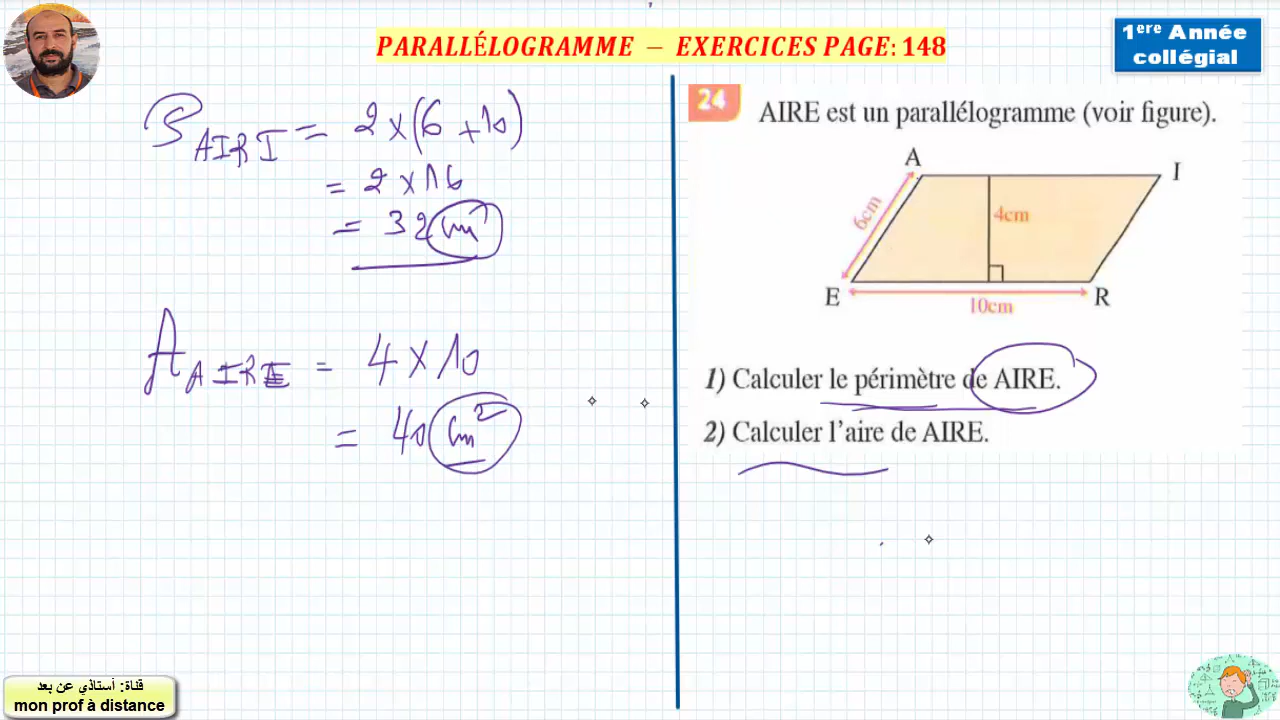 PARALLÉLOGRAMME – EXERCICES PAGE: 148
1ere Année
collégial
P AIRI = 2 × (6 + 10)
= 2 × 16
= 32 cm
A AIRE = 4 × 10
= 40 cm²
24
AIRE est un parallélogramme (voir figure).
A
I
6cm
4cm
E
R
10cm
1) Calculer le périmètre de AIRE.
2) Calculer l'aire de AIRE.
قناة: أستاذي عن بعد
mon prof à distance